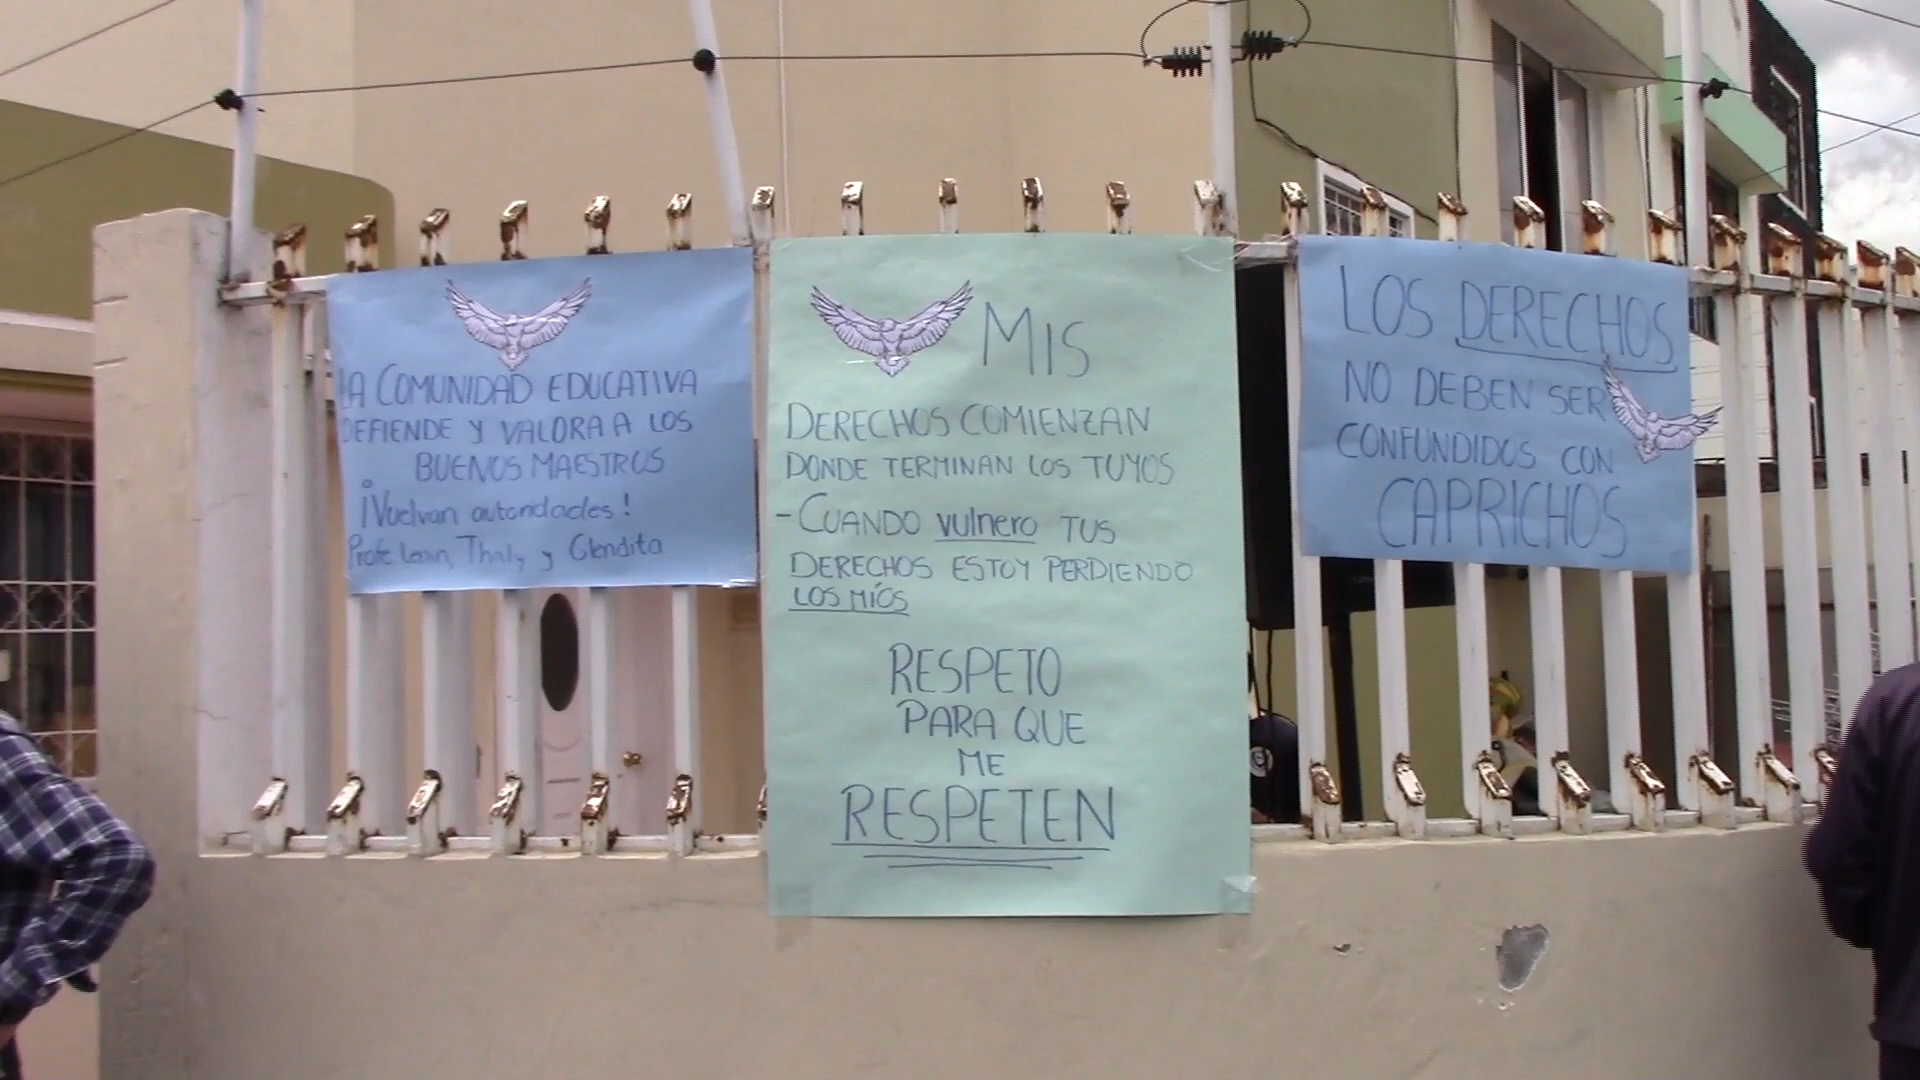 LA COMUNIDAD EDUCATIVA
DEFIENDE Y VALORA A LOS
BUENOS MAESTROS
¡Vuelvan autoridades!
Profe Lenin, Thaly y Glendita
MIS
DERECHOS COMIENZAN
DONDE TERMINAN LOS TUYOS
- CUANDO vulnero TUS
DERECHOS ESTOY PERDIENDO
LOS MÍOS
RESPETO
PARA QUE
ME
RESPETEN
LOS DERECHOS
NO DEBEN SER
CONFUNDIDOS CON
CAPRICHOS